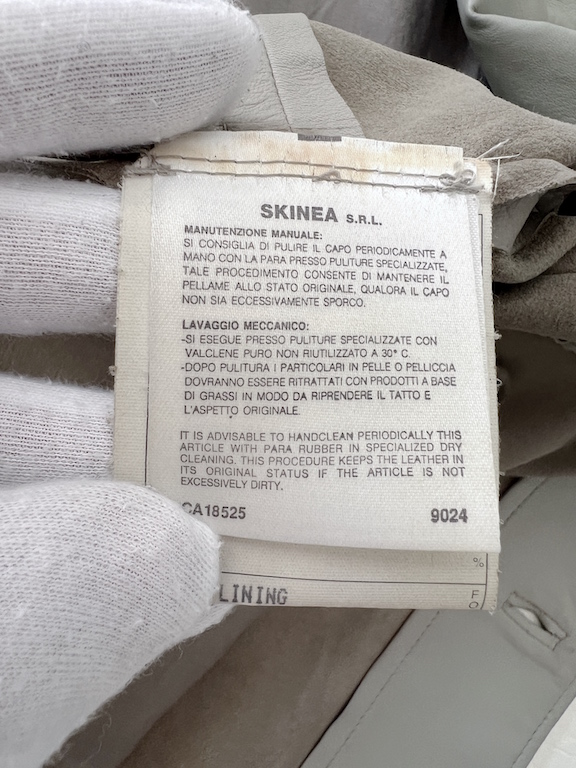 SKINEA S.R.L.
MANUTENZIONE MANUALE:
SI CONSIGLIA DI PULIRE IL CAPO PERIODICAMENTE A
MANO CON LA PARA PRESSO PULITURE SPECIALIZZATE,
TALE PROCEDIMENTO CONSENTE DI MANTENERE IL
PELLAME ALLO STATO ORIGINALE, QUALORA IL CAPO
NON SIA ECCESSIVAMENTE SPORCO.
LAVAGGIO MECCANICO:
-SI ESEGUE PRESSO PULITURE SPECIALIZZATE CON
VALCLENE PURO NON RIUTILIZZATO A 30° C.
-DOPO PULITURA I PARTICOLARI IN PELLE O PELLICCIA
DOVRANNO ESSERE RITRATTATI CON PRODOTTI A BASE
DI GRASSI IN MODO DA RIPRENDERE IL TATTO E
L'ASPETTO ORIGINALE.
IT IS ADVISABLE TO HANDCLEAN PERIODICALLY THIS
ARTICLE WITH PARA RUBBER IN SPECIALIZED DRY
CLEANING. THIS PROCEDURE KEEPS THE LEATHER IN
ITS ORIGINAL STATUS IF THE ARTICLE IS NOT
EXCESSIVELY DIRTY.
CA18525 9024
%
LINING F
O